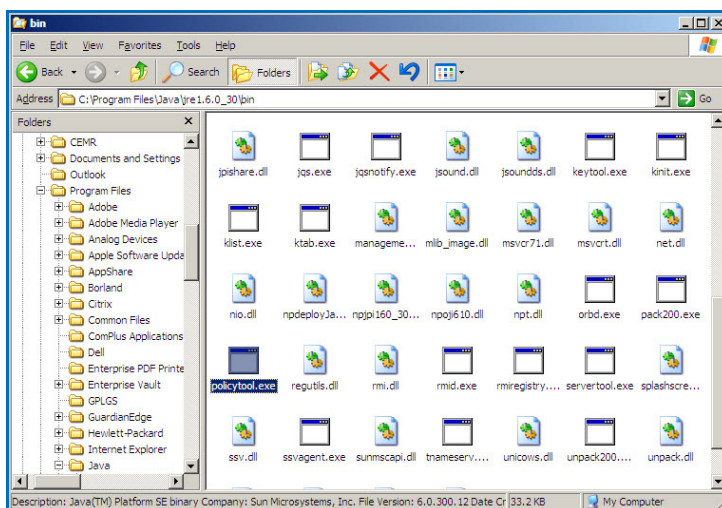 bin
File Edit View Favorites Tools Help
Back Search Folders
Address C:\Program Files\Java\jre1.6.0_30\bin Go
Folders
CEMR
Documents and Settings
Outlook
Program Files
Adobe
Adobe Media Player
Analog Devices
Apple Software Upda
AppShare
Borland
Citrix
Common Files
ComPlus Applications
Dell
Enterprise PDF Printe
Enterprise Vault
GPLGS
GuardianEdge
Hewlett-Packard
Internet Explorer
Java
jpishare.dll jqs.exe jqsnotify.exe jsound.dll jsoundds.dll keytool.exe kinit.exe
klist.exe ktab.exe manageme... mlib_image.dll msvcr71.dll msvcrt.dll net.dll
nio.dll npdeployJa... npjpi160_30... npoji610.dll npt.dll orbd.exe pack200.exe
policytool.exe regutils.dll rmi.dll rmid.exe rmiregistry.... servertool.exe splashscre...
ssv.dll ssvagent.exe sunmscapi.dll tnameserv.... unicows.dll unpack200.... unpack.dll
Description: Java(TM) Platform SE binary Company: Sun Microsystems, Inc. File Version: 6.0.300.12 Date Cr 33.2 KB My Computer